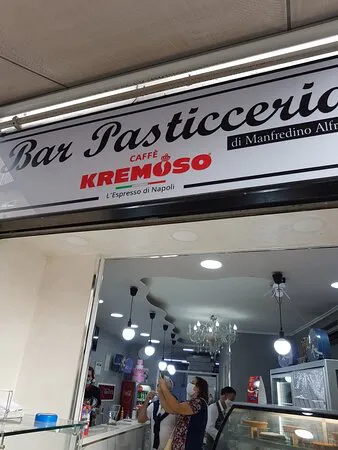 Bar Pasticceria
di Manfredino Alfr
CAFFÈ
KREMOSO
L'Espresso di Napoli